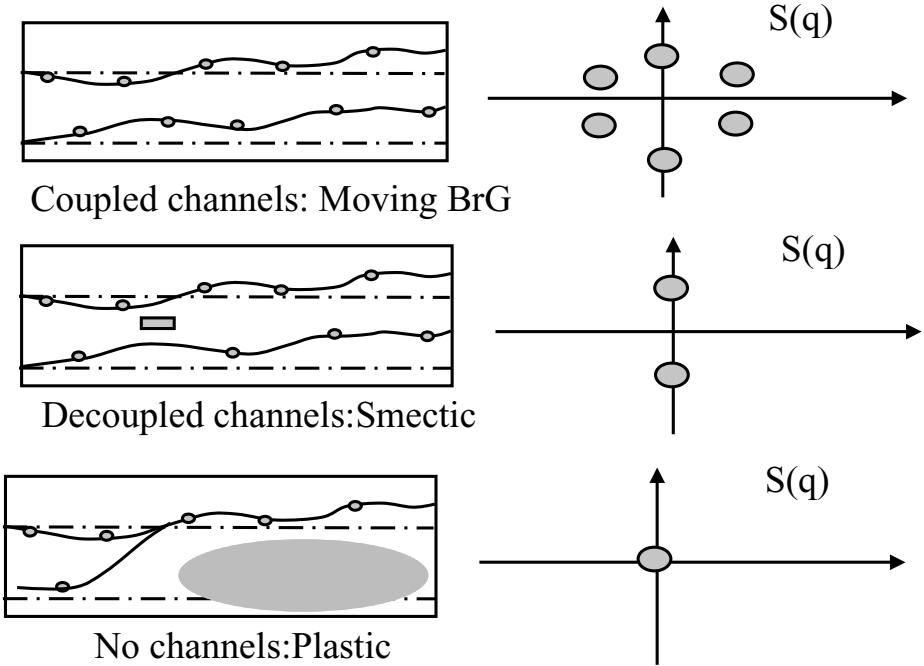 S(q)
Coupled channels: Moving BrG
S(q)
Decoupled channels:Smectic
S(q)
No channels:Plastic